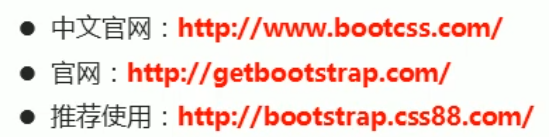 ● 中文官网：http://www.bootcss.com/
● 官网：http://getbootstrap.com/
● 推荐使用：http://bootstrap.css88.com/